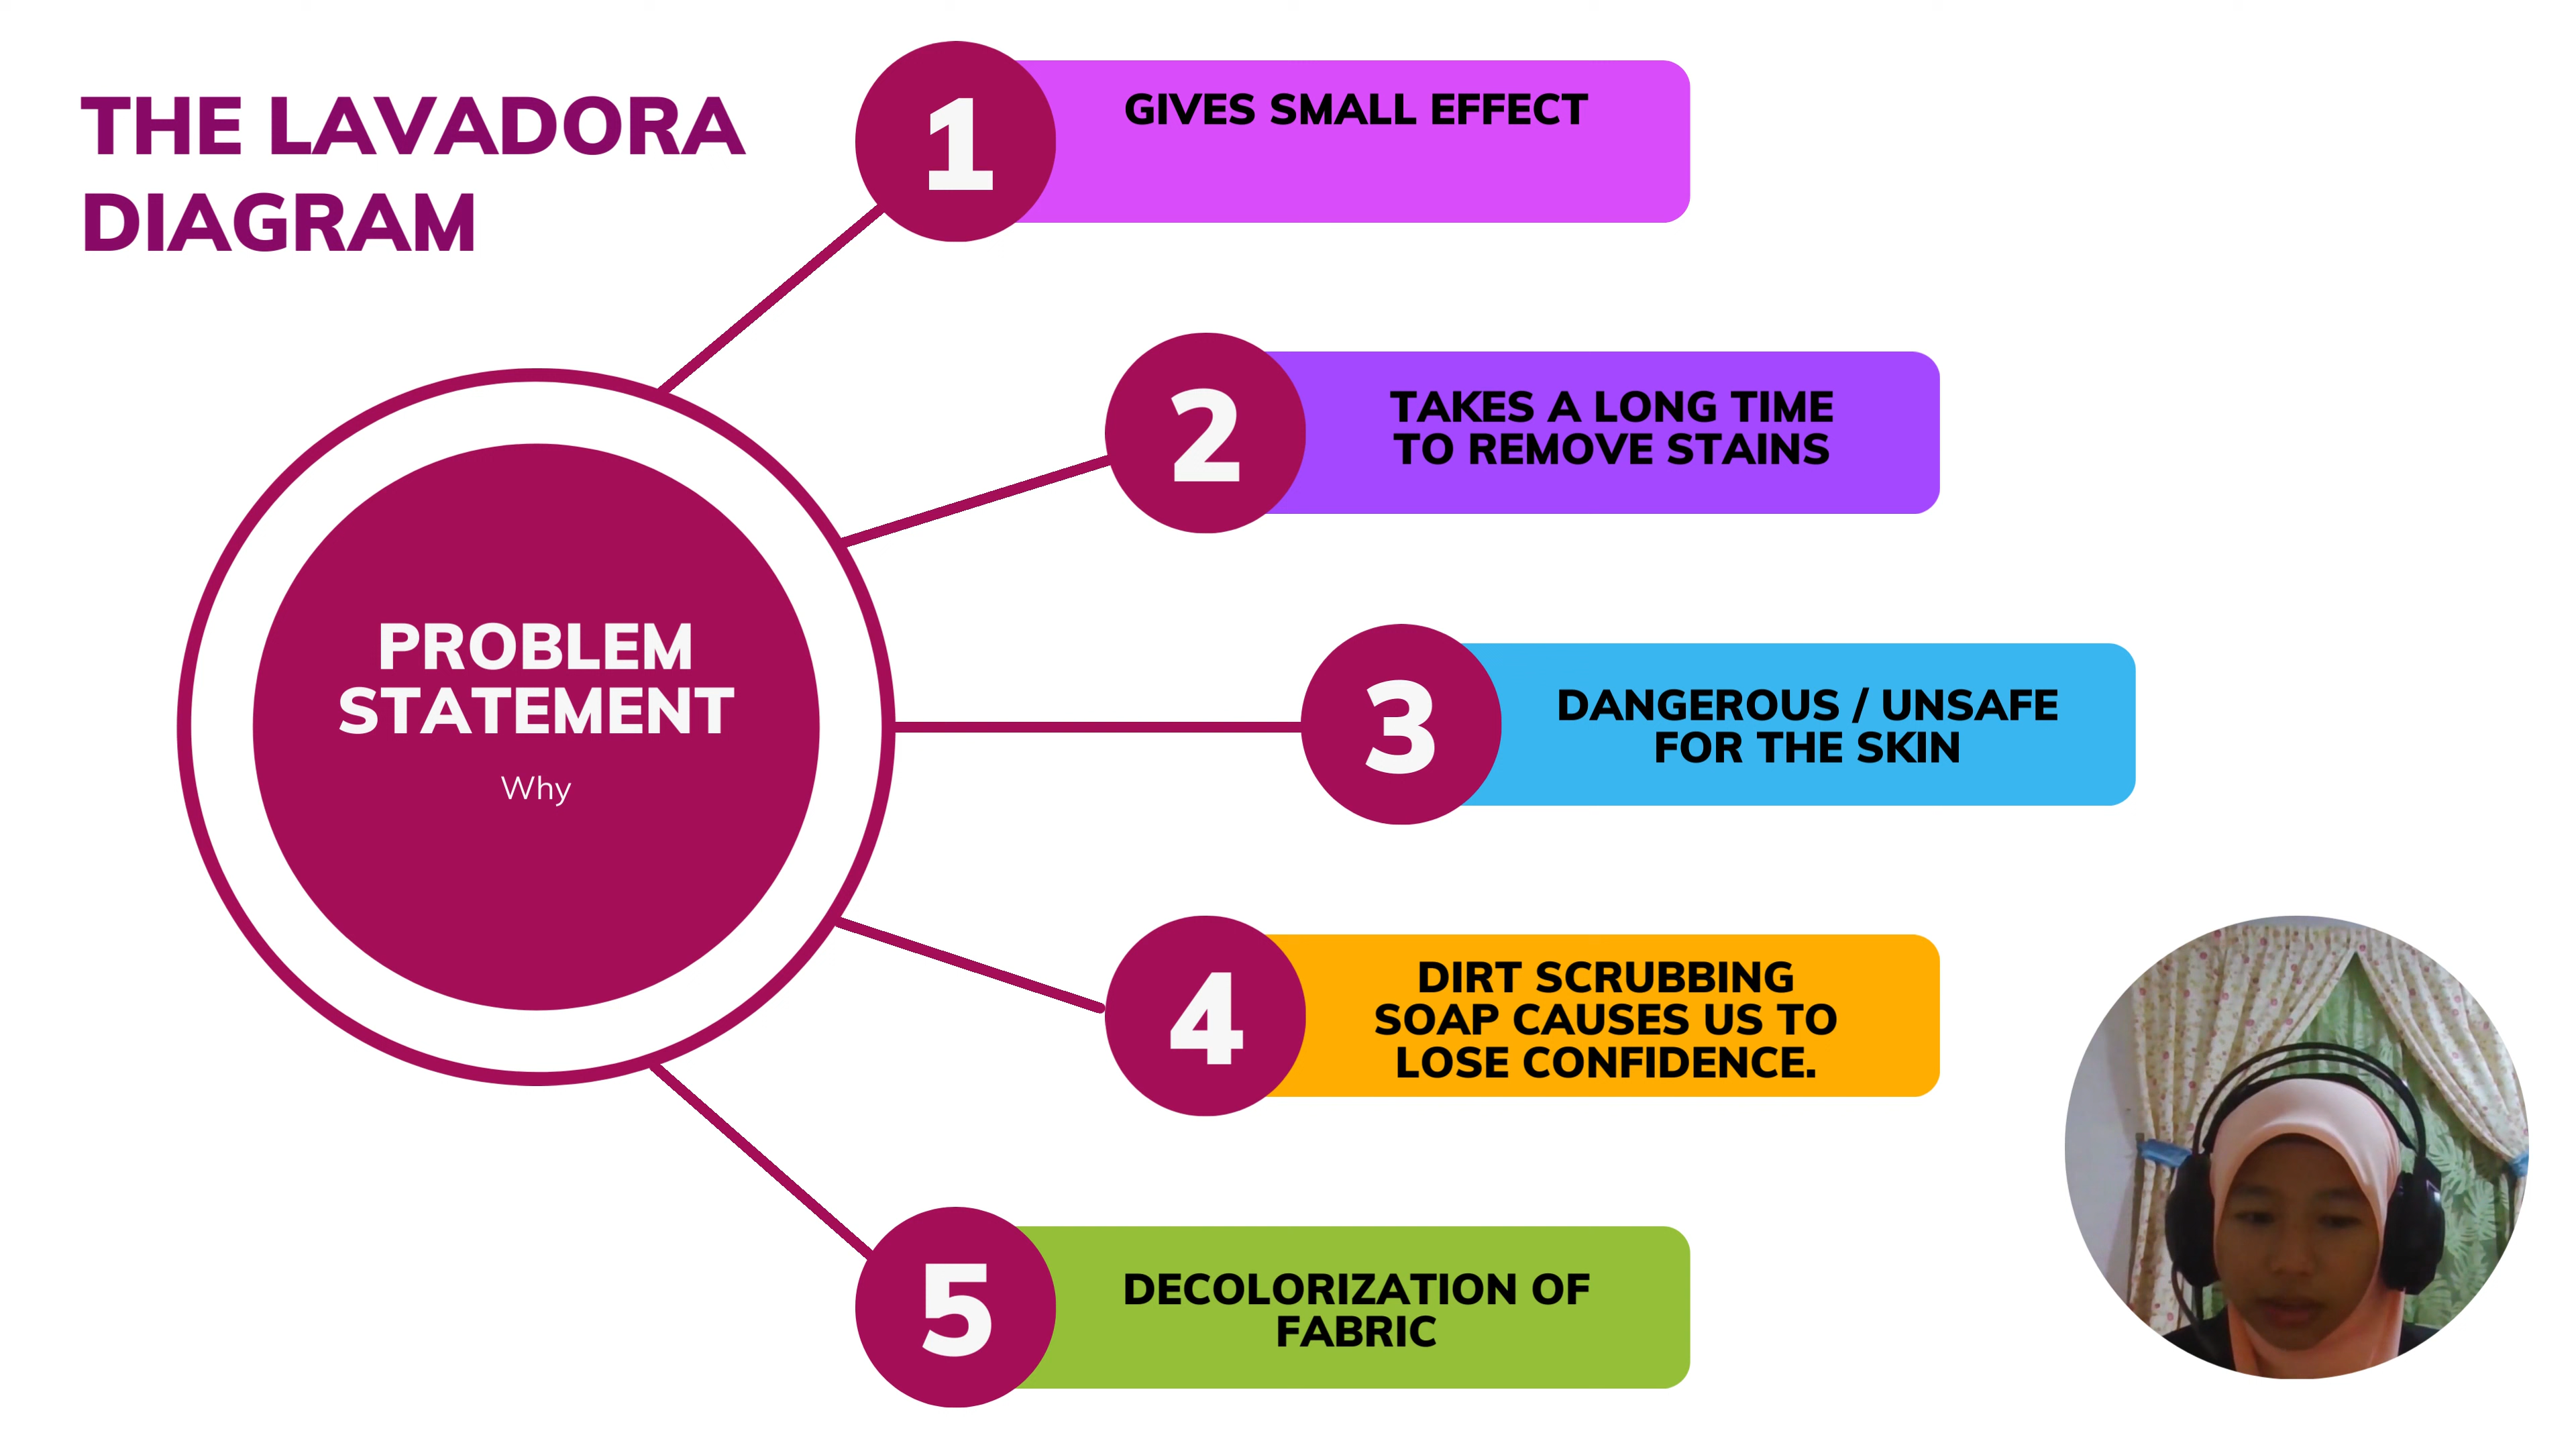 THE LAVADORA
DIAGRAM
PROBLEM
STATEMENT
Why
1
GIVES SMALL EFFECT
2
TAKES A LONG TIME
TO REMOVE STAINS
3
DANGEROUS / UNSAFE
FOR THE SKIN
4
DIRT SCRUBBING
SOAP CAUSES US TO
LOSE CONFIDENCE.
5
DECOLORIZATION OF
FABRIC